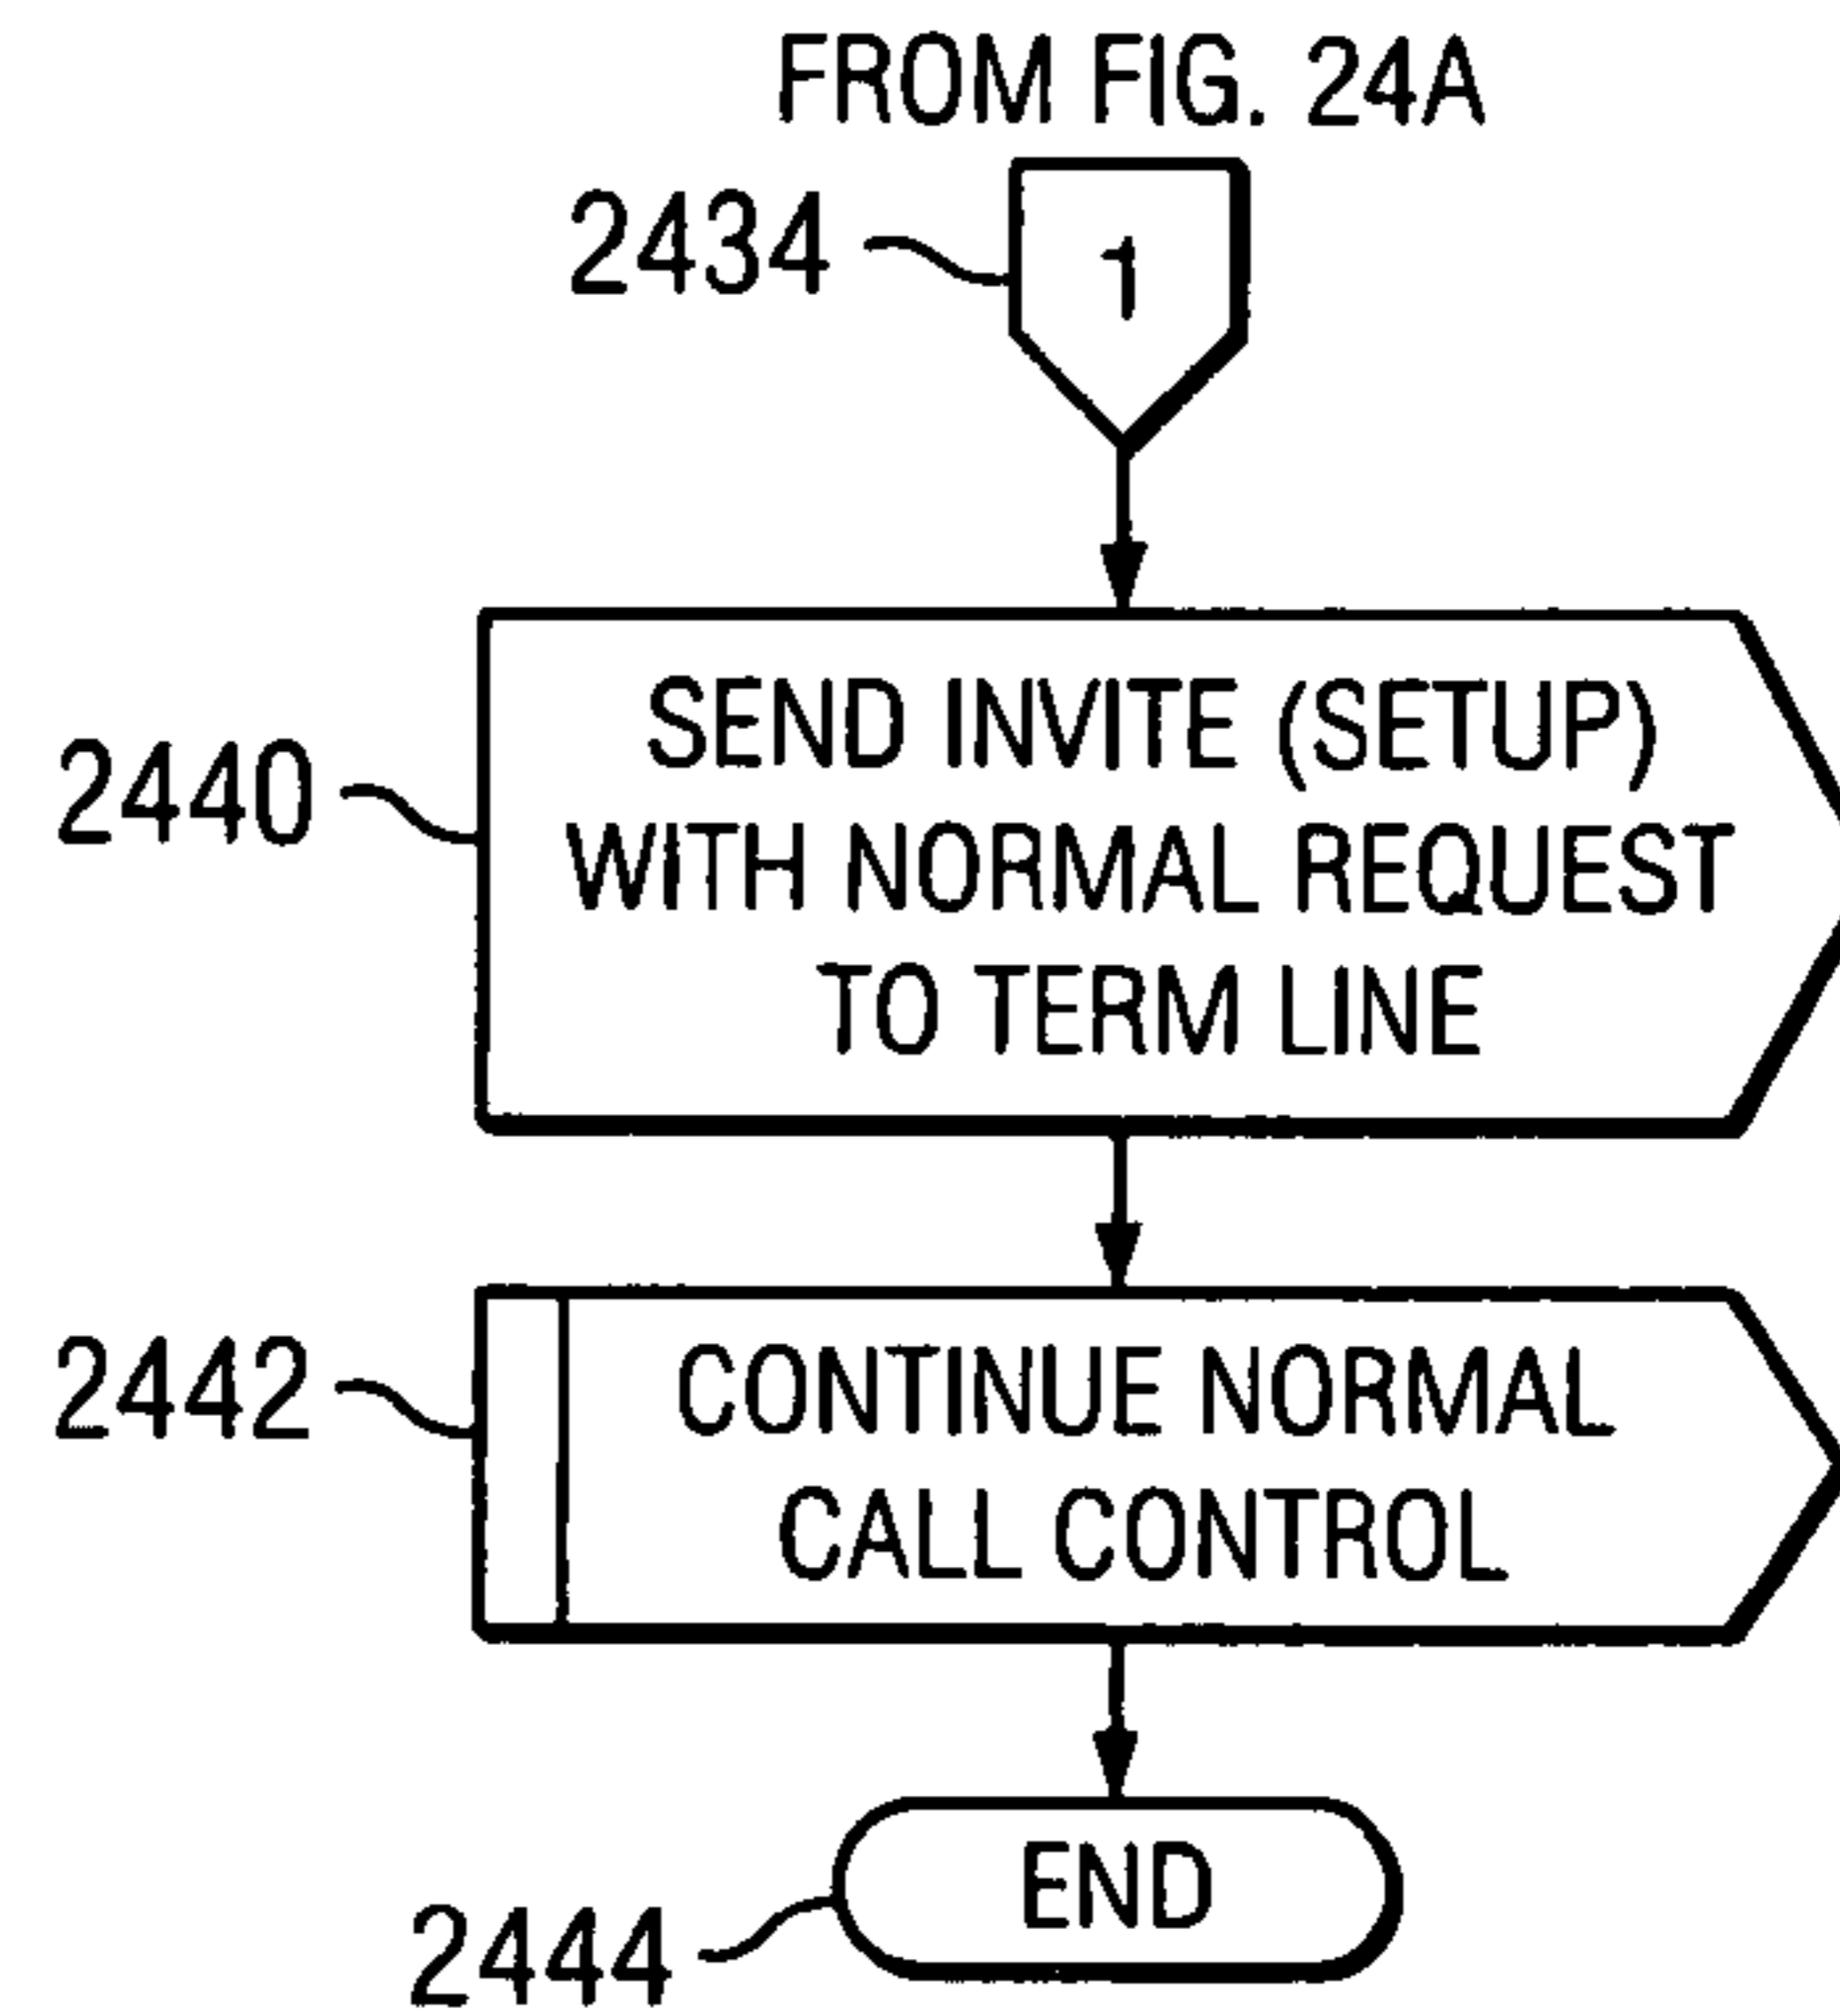 FROM FIG. 24A
2434
1
2440
SEND INVITE (SETUP)
WITH NORMAL REQUEST
TO TERM LINE
2442
CONTINUE NORMAL
CALL CONTROL
END
2444